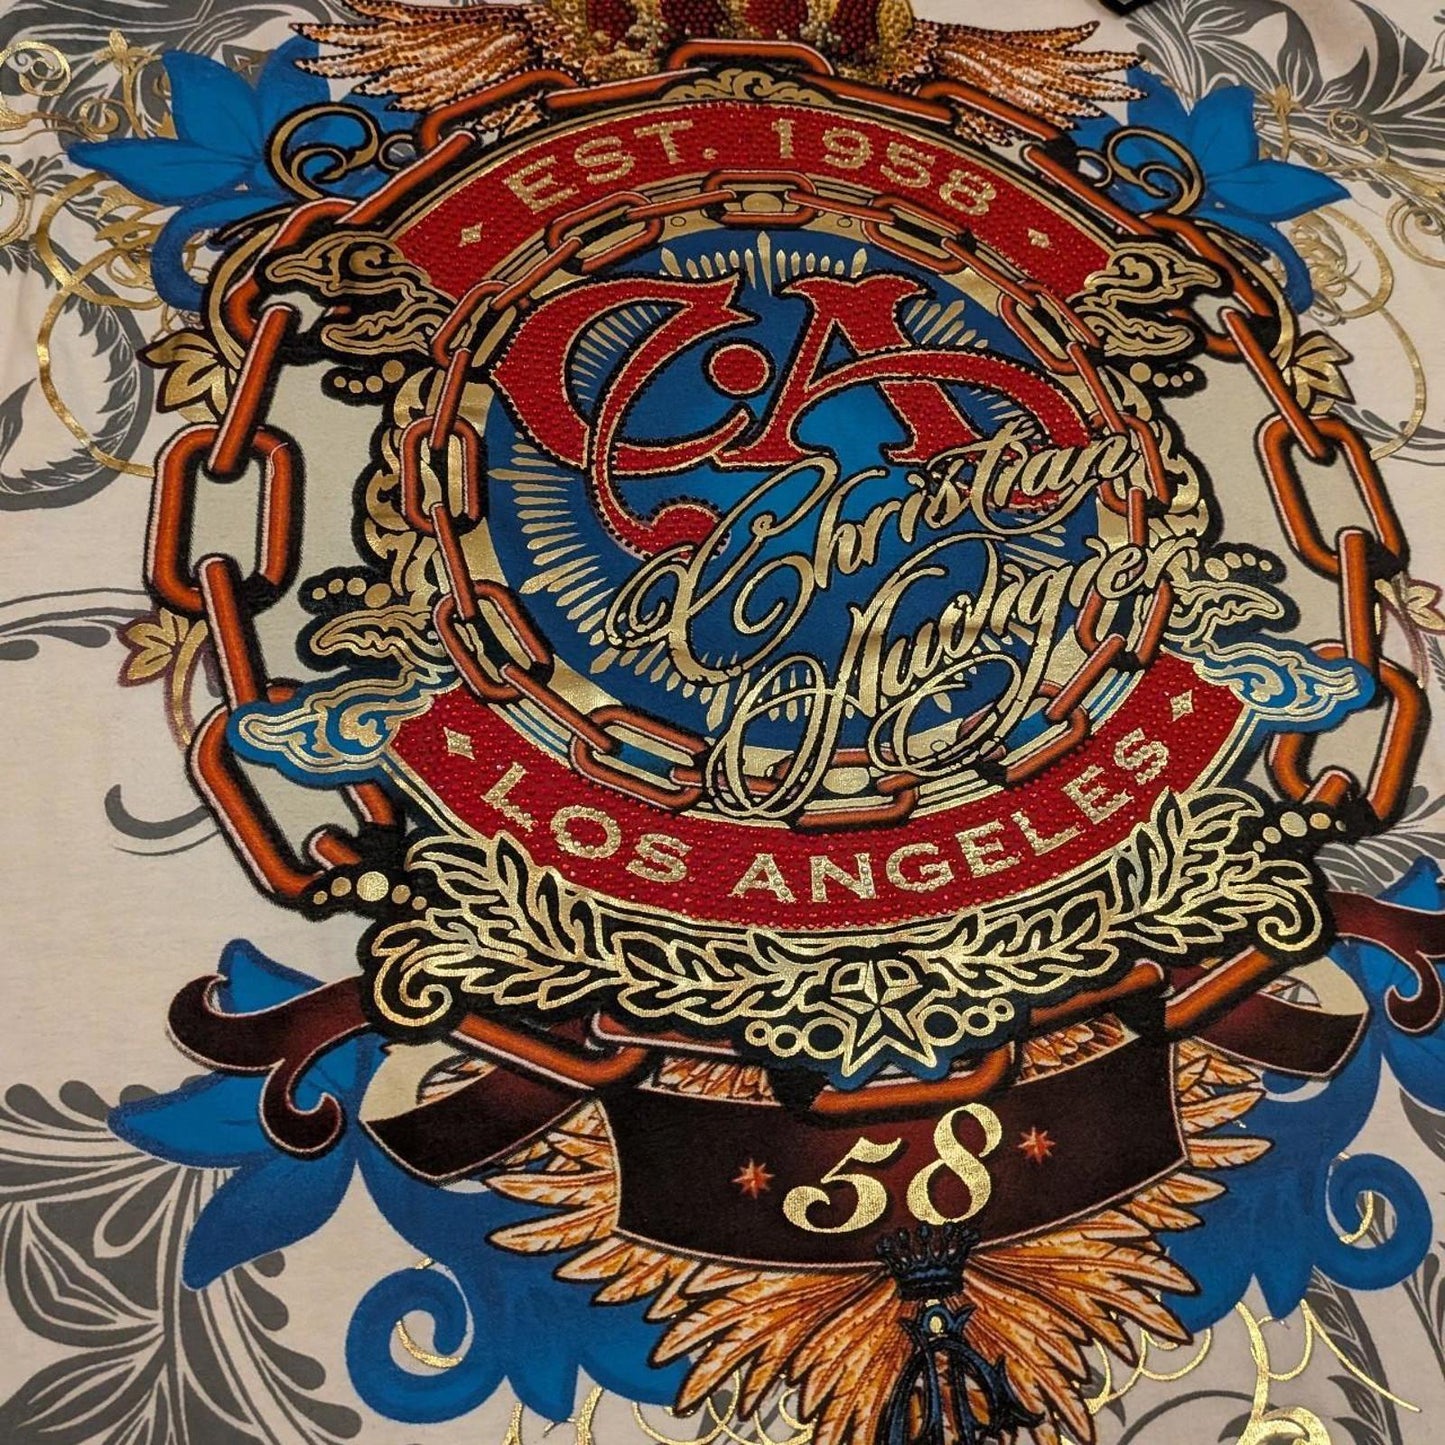 EST. 1958
CA
Christian
Audigier
LOS ANGELES
58